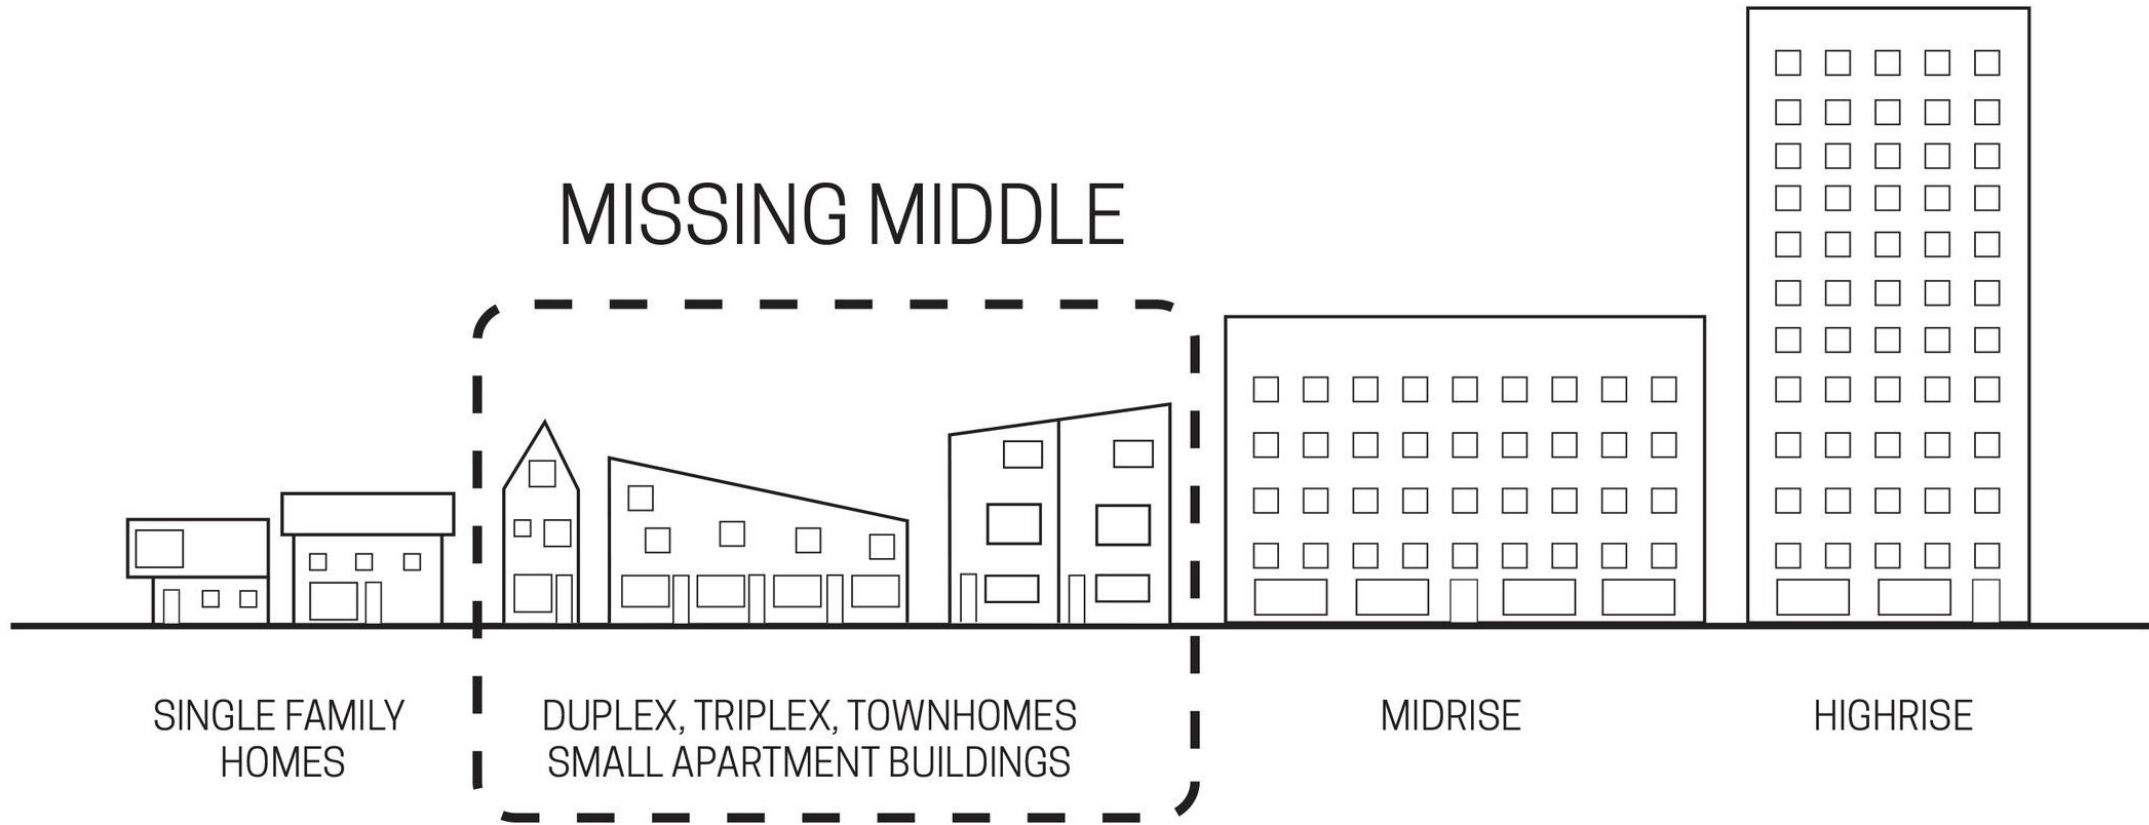 MISSING MIDDLE
SINGLE FAMILY
HOMES
DUPLEX, TRIPLEX, TOWNHOMES
SMALL APARTMENT BUILDINGS
MIDRISE
HIGHRISE